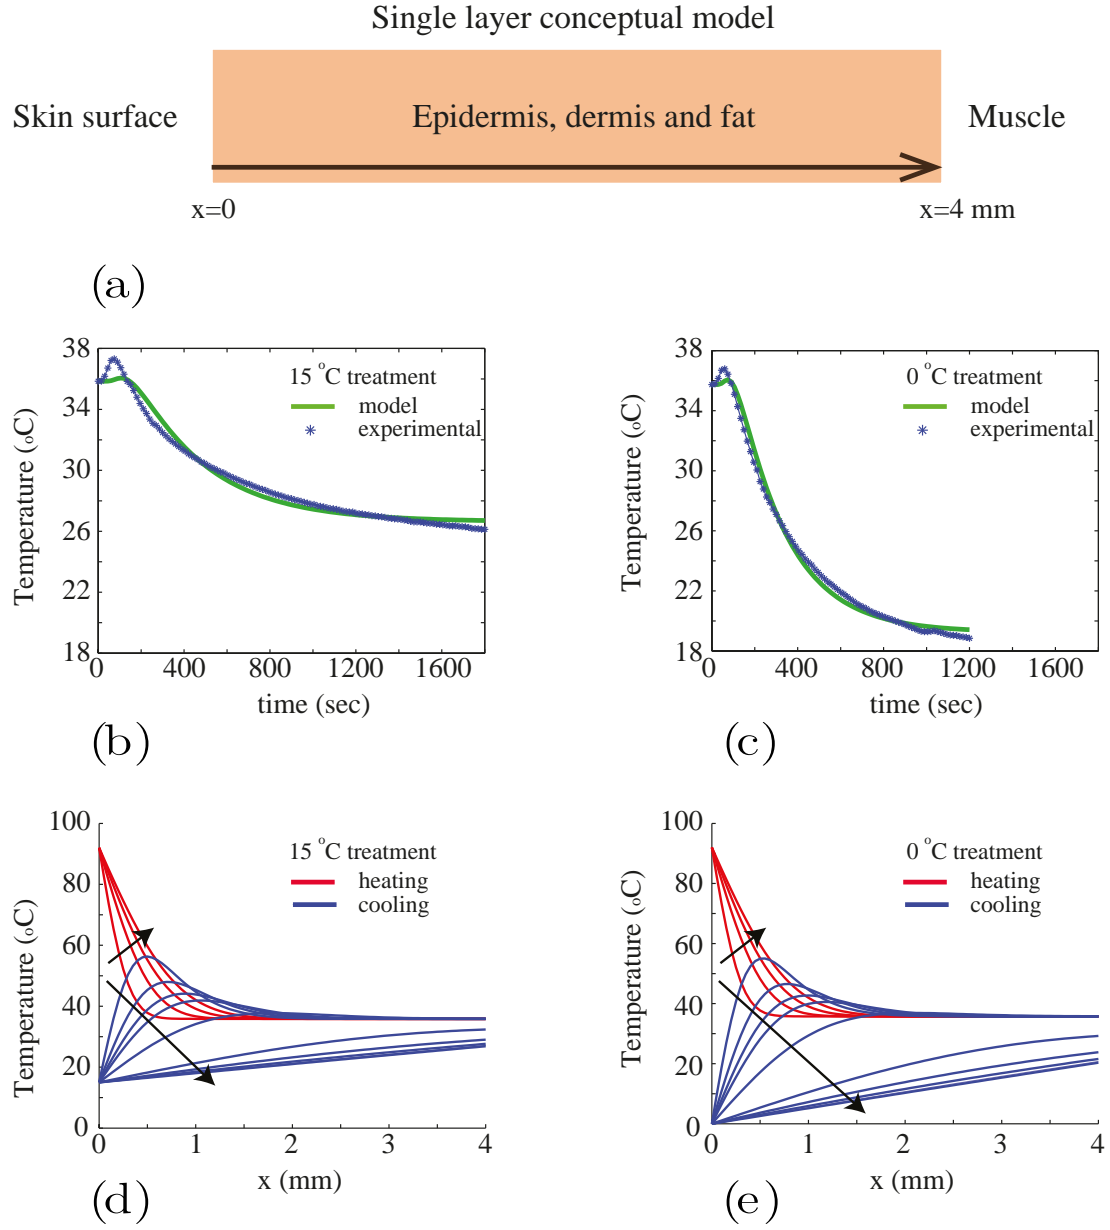 Single layer conceptual model
Skin surface
Epidermis, dermis and fat
Muscle
x=0
x=4 mm
(a)
38
34
30
26
22
18
0
400
800
1200
1600
Temperature (oC)
time (sec)
15 °C treatment
model
experimental
(b)
38
34
30
26
22
18
0
400
800
1200
1600
Temperature (oC)
time (sec)
0 °C treatment
model
experimental
(c)
100
80
60
40
20
0
0
1
2
3
4
Temperature (oC)
x (mm)
15 °C treatment
heating
cooling
(d)
100
80
60
40
20
0
0
1
2
3
4
Temperature (oC)
x (mm)
0 °C treatment
heating
cooling
(e)